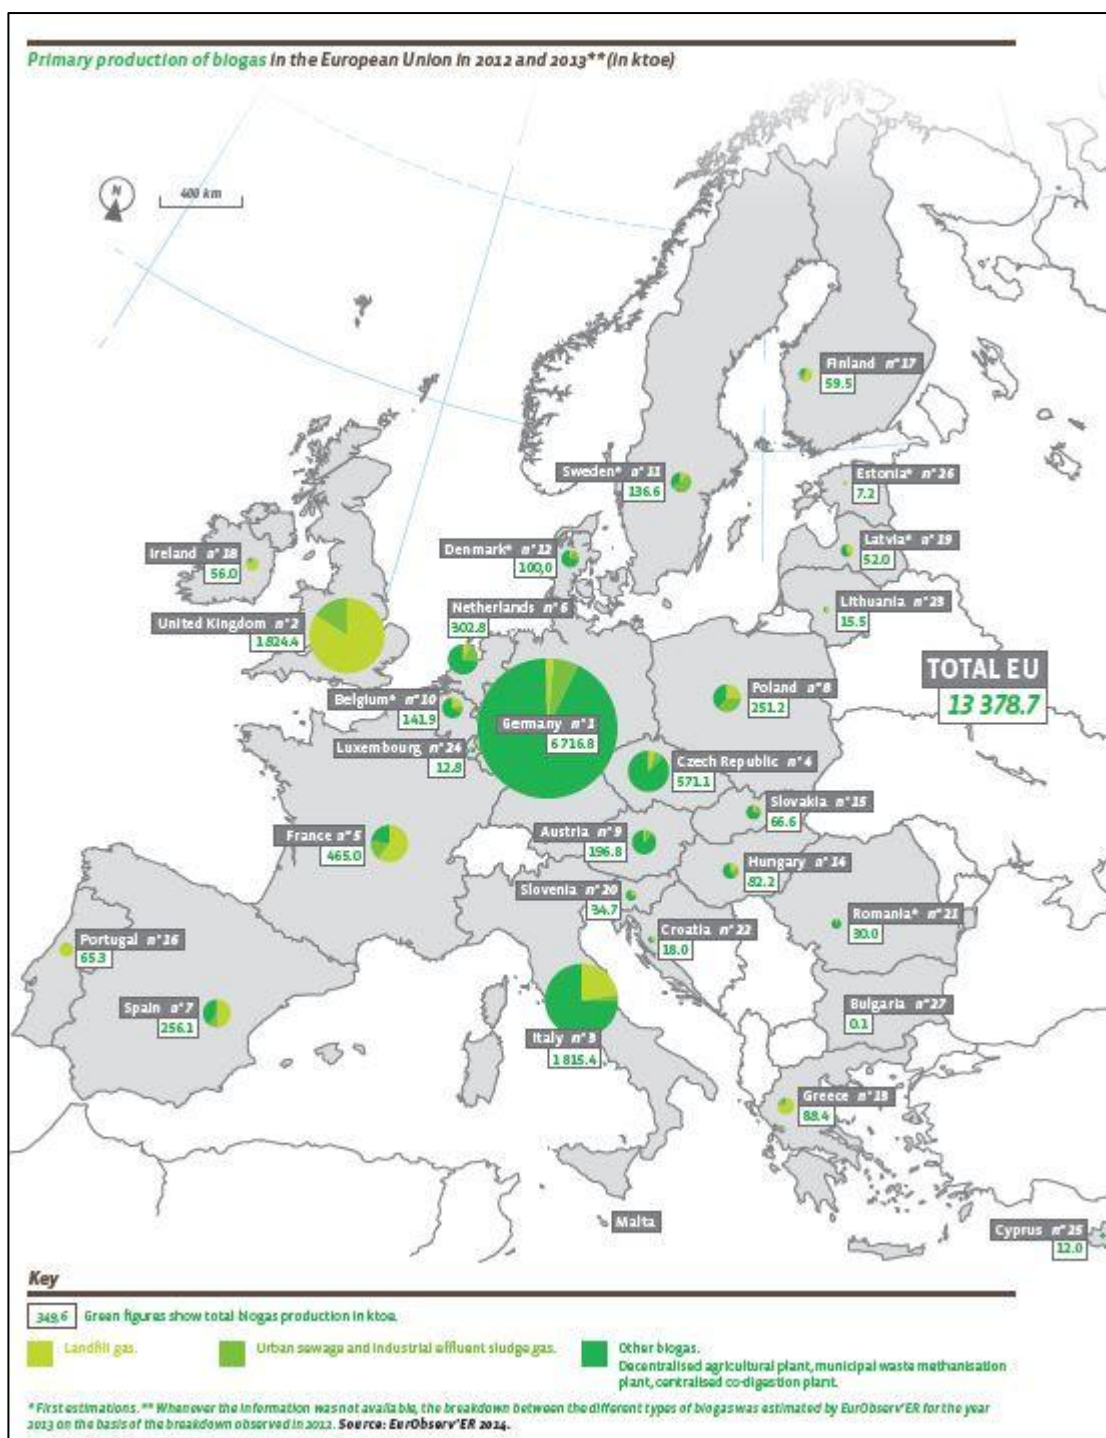 Primary production of biogas in the European Union in 2012 and 2013** (in ktoe)
N
400 km
Finland n° 17
59.5
Sweden* n° 11
136.6
Estonia* n° 26
7.2
Ireland n° 18
56.0
Denmark* n° 12
100,0
Latvia* n° 19
52.0
United Kingdom n° 2
1 824.4
Netherlands n° 6
302.8
Lithuania n° 23
15.5
TOTAL EU
13 378.7
Belgium* n° 10
141.9
Germany n° 1
6 716.8
Poland n° 8
251.2
Luxembourg n° 24
12.8
Czech Republic n° 4
571.1
Slovakia n° 15
66.6
France n° 5
465.0
Austria n° 9
196.8
Hungary n° 14
82.2
Slovenia n° 20
34.7
Romania* n° 21
30.0
Croatia n° 22
18.0
Portugal n° 16
65.3
Spain n° 7
256.1
Bulgaria n° 27
0.1
Italy n° 3
1 815.4
Greece n° 13
88.4
Malta
Cyprus n° 25
12.0
Key
349,6 Green figures show total biogas production in ktoe.
Landfill gas.
Urban sewage and industrial effluent sludge gas.
Other biogas.
Decentralised agricultural plant, municipal waste methanisation
plant, centralised co-digestion plant.
* First estimations. ** Whenever the information was not available, the breakdown between the different types of biogas was estimated by EurObserv'ER for the year
2013 on the basis of the breakdown observed in 2012. Source: EurObserv'ER 2014.